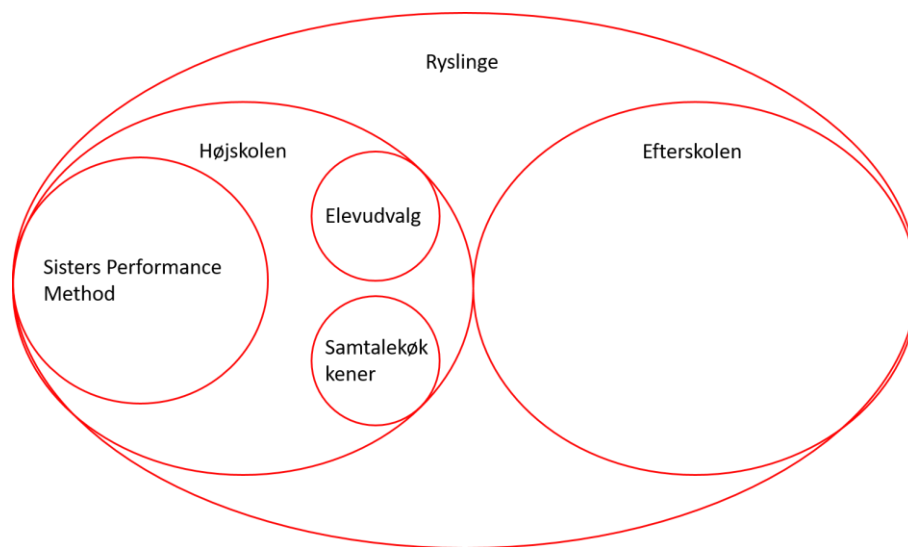 Ryslinge
Højskolen
Efterskolen
Elevudvalg
Sisters Performance
Method
Samtalekøk
kener